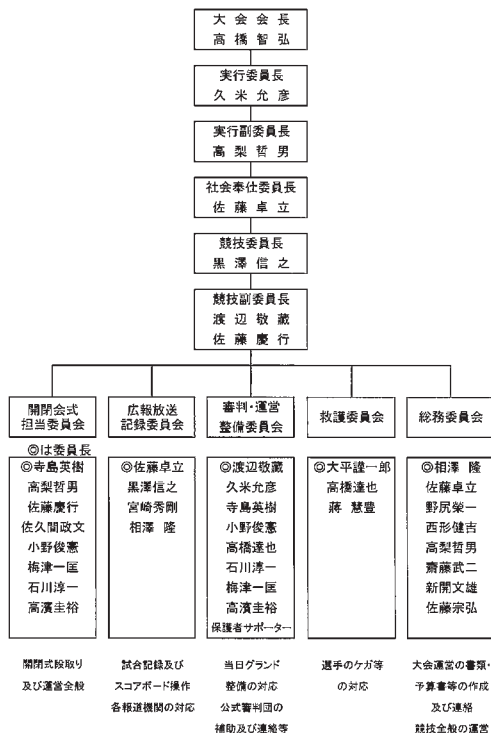 大会会長
高橋智弘
実行委員長
久米允彦
実行副委員長
高梨哲男
社会奉仕委員長
佐藤卓立
競技委員長
黒澤信之
競技副委員長
渡辺敬蔵
佐藤慶行
開閉会式
担当委員会
◎は委員長
◎寺島英樹
高梨哲男
佐藤慶行
佐久間政文
小野俊憲
梅津一匡
石川淳一
高濱圭裕
開閉式段取り
及び運営全般
広報放送
記録委員会
◎佐藤卓立
黒澤信之
宮崎秀剛
相澤 隆
試合記録及び
スコアボード操作
各報道機関の対応
審判・運営
整備委員会
◎渡辺敬蔵
久米允彦
寺島英樹
小野俊憲
高橋達也
石川淳一
梅津一匡
高濱圭裕
保護者サポーター
当日グランド
整備の対応
公式審判団の
補助及び連絡等
救護委員会
◎大平謹一郎
高橋達也
蔣 慧豊
選手のケガ等
の対応
総務委員会
◎相澤 隆
佐藤卓立
野尻栄一
西形健吉
高梨哲男
齋藤武二
新関文雄
佐藤宗弘
大会運営の書類・
予算書等の作成
及び連絡
競技全般の運営